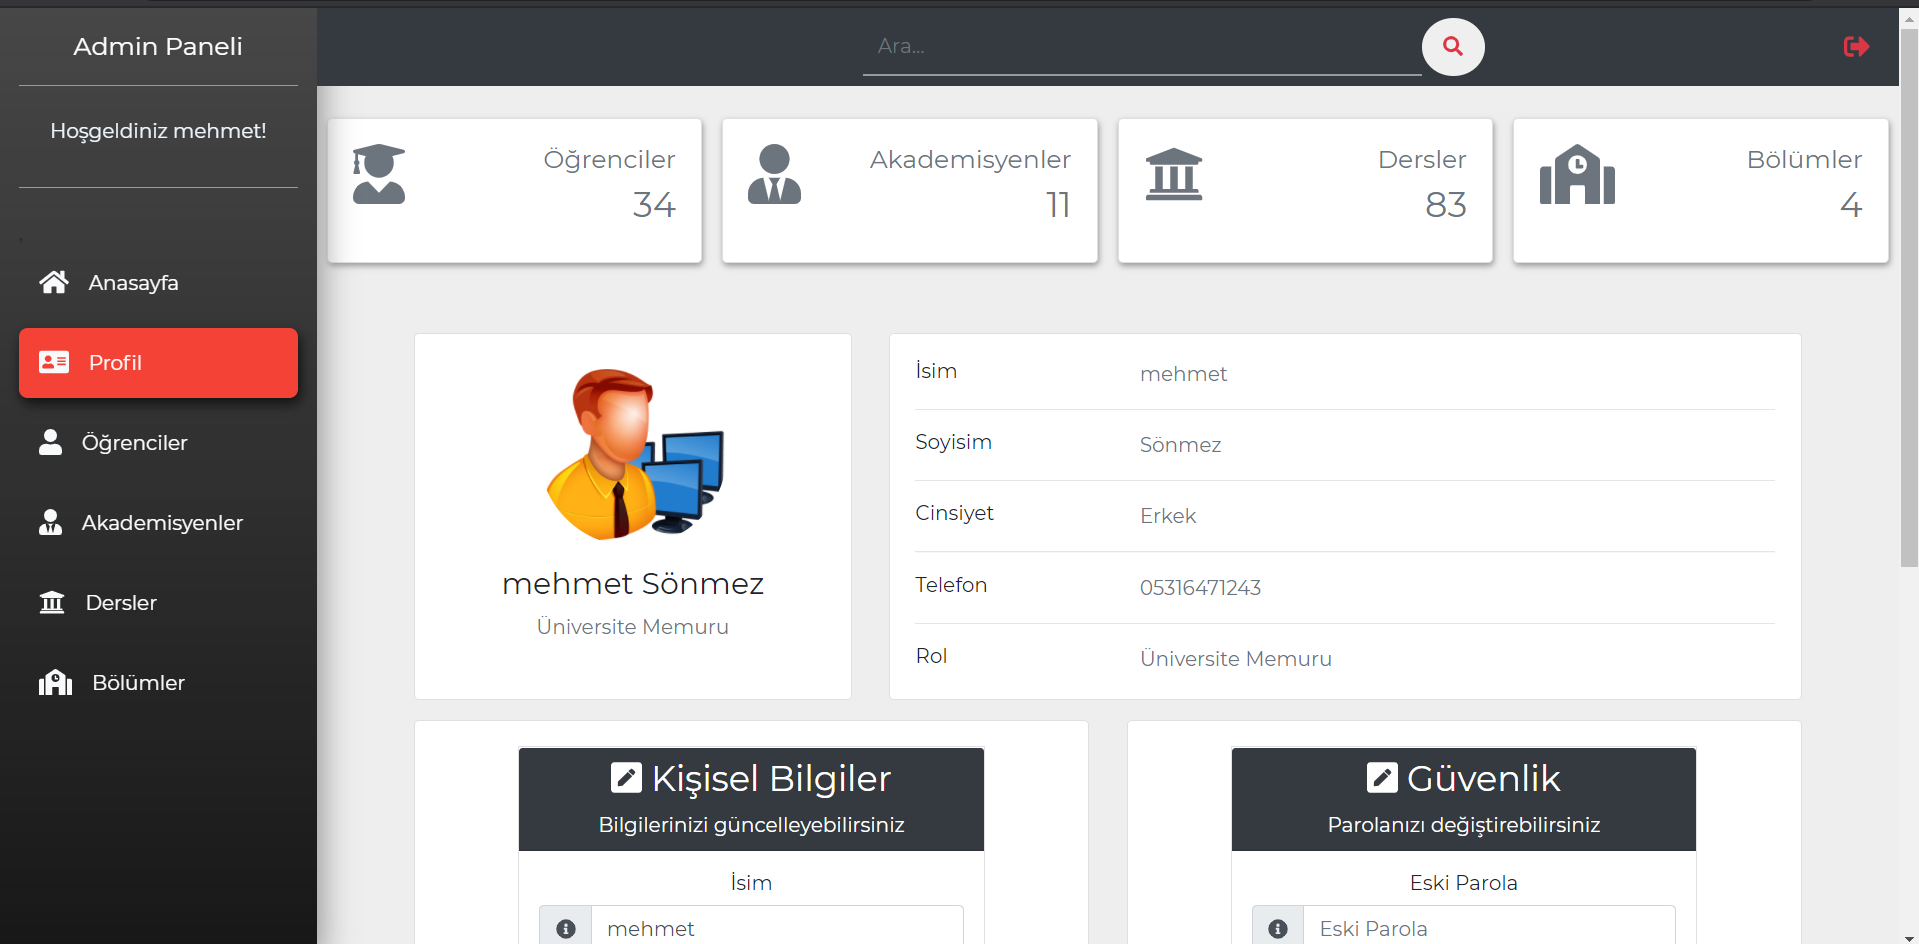 Admin Paneli
Hoşgeldiniz mehmet!
Anasayfa
Profil
Öğrenciler
Akademisyenler
Dersler
Bölümler
Ara...
Öğrenciler
34
Akademisyenler
11
Dersler
83
Bölümler
4
mehmet Sönmez
Üniversite Memuru
İsim mehmet
Soyisim Sönmez
Cinsiyet Erkek
Telefon 05316471243
Rol Üniversite Memuru
Kişisel Bilgiler
Bilgilerinizi güncelleyebilirsiniz
İsim
mehmet
Güvenlik
Parolanızı değiştirebilirsiniz
Eski Parola
Eski Parola